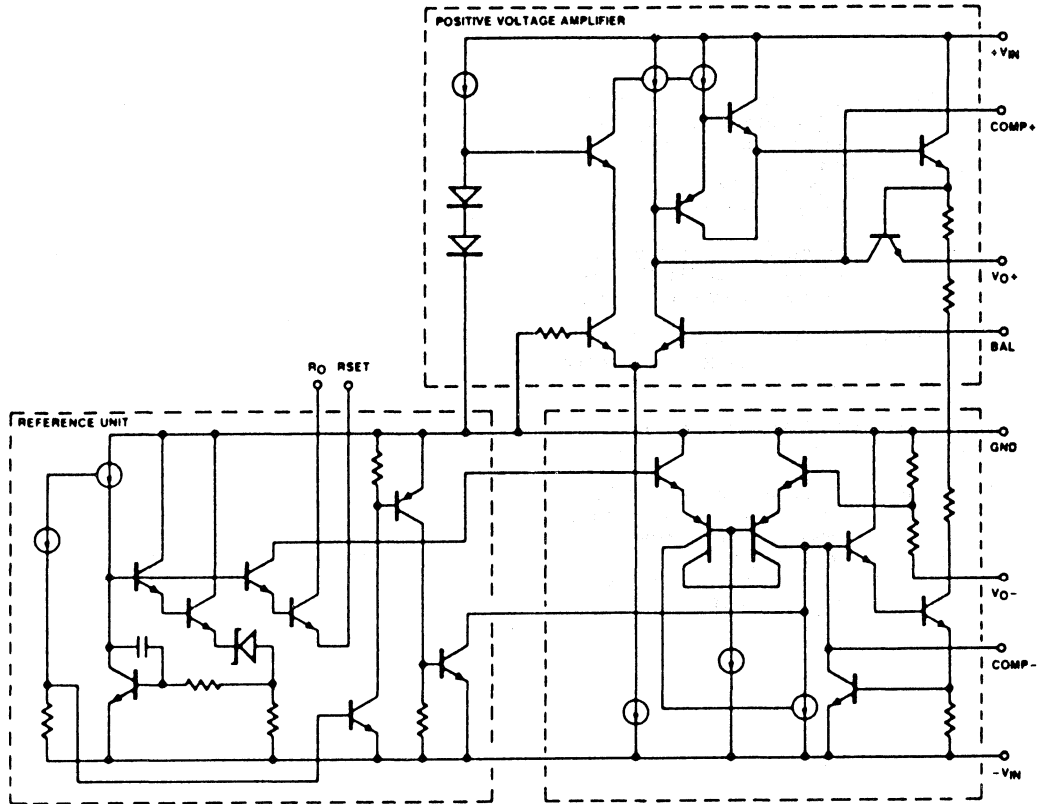 POSITIVE VOLTAGE AMPLIFIER
+VIN
COMP+
VO+
BAL
RO RSET
REFERENCE UNIT
GND
VO-
COMP-
-VIN